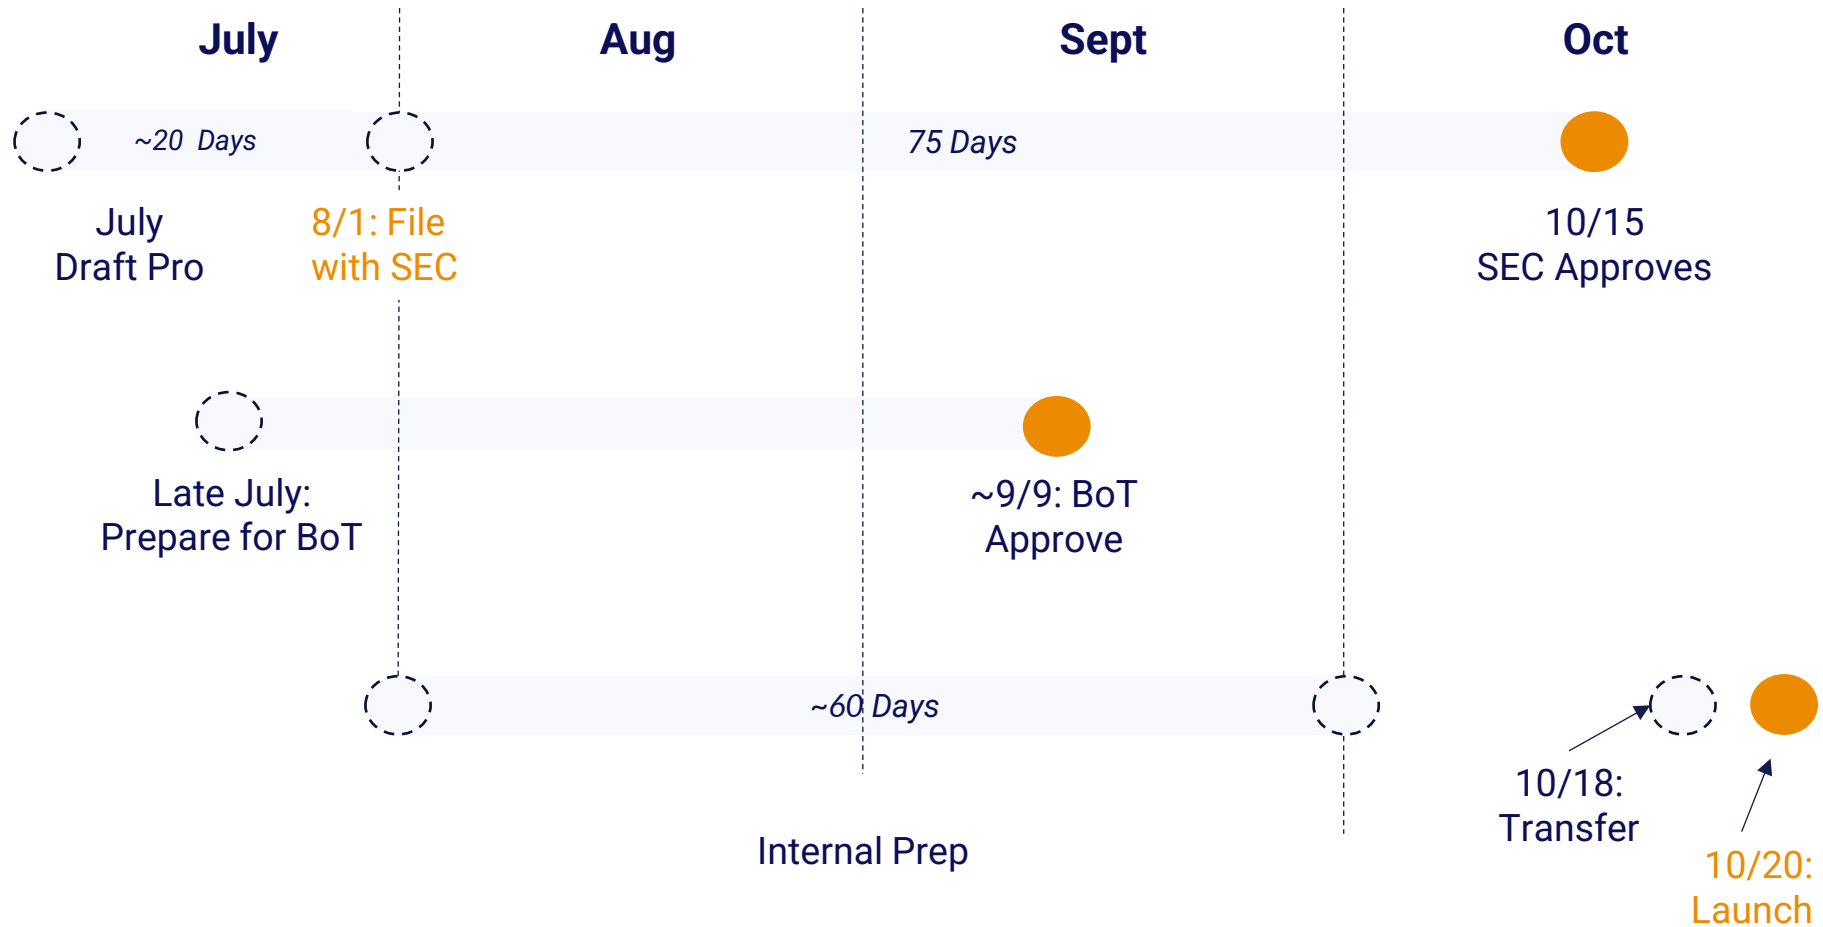 July
Aug
Sept
Oct
~20 Days
75 Days
July
Draft Pro
8/1: File
with SEC
10/15
SEC Approves
Late July:
Prepare for BoT
~9/9: BoT
Approve
~60 Days
10/18:
Transfer
Internal Prep
10/20:
Launch